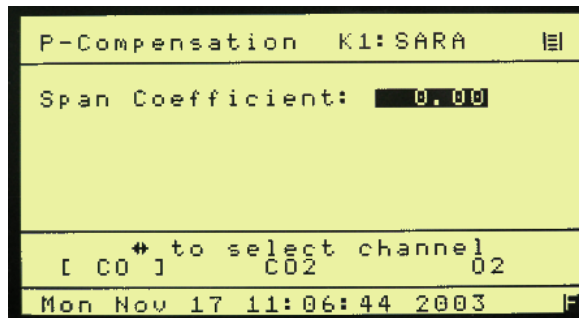 P-Compensation K1:SARA
Span Coefficient: 0.00
↔ to select channel
[ CO ] CO2 O2
Mon Nov 17 11:06:44 2003